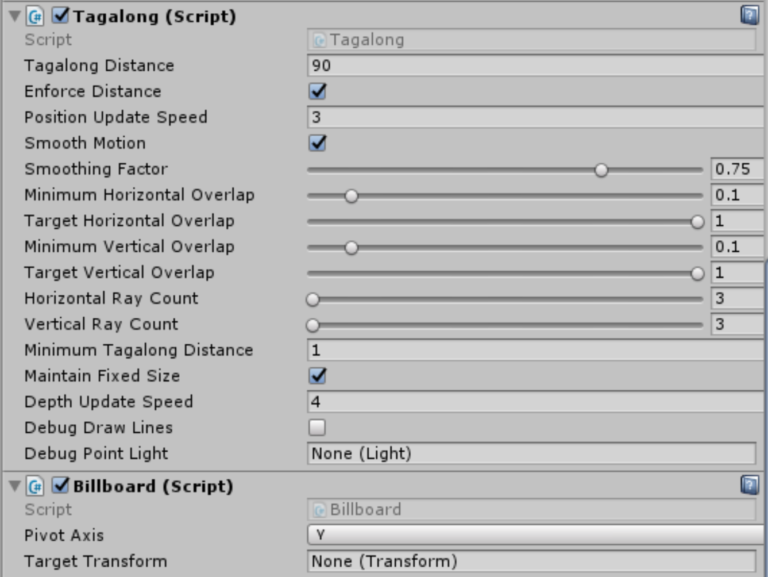 Tagalong (Script)
Script Tagalong
Tagalong Distance 90
Enforce Distance
Position Update Speed 3
Smooth Motion
Smoothing Factor 0.75
Minimum Horizontal Overlap 0.1
Target Horizontal Overlap 1
Minimum Vertical Overlap 0.1
Target Vertical Overlap 1
Horizontal Ray Count 3
Vertical Ray Count 3
Minimum Tagalong Distance 1
Maintain Fixed Size
Depth Update Speed 4
Debug Draw Lines
Debug Point Light None (Light)
Billboard (Script)
Script Billboard
Pivot Axis Y
Target Transform None (Transform)